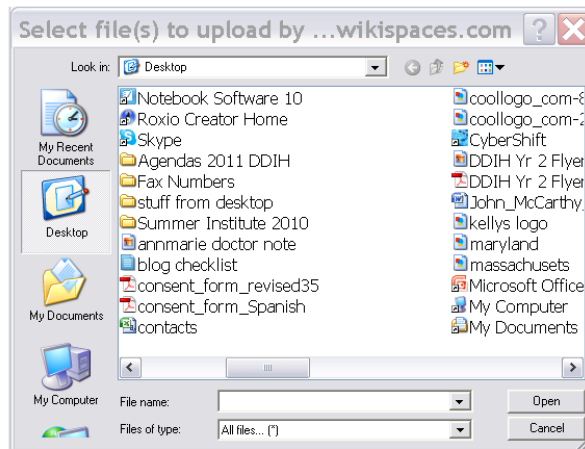 Select file(s) to upload by ...wikispaces.com
Look in:
Desktop
My Recent
Documents
Desktop
My Documents
My Computer
Notebook Software 10
Roxio Creator Home
Skype
Agendas 2011 DDIH
Fax Numbers
stuff from desktop
Summer Institute 2010
annmarie doctor note
blog checklist
consent_form_revised35
consent_form_Spanish
contacts
coollogo_com-
coollogo_com-
CyberShift
DDIH Yr 2 Flyer
DDIH Yr 2 Flyer
John_McCarthy
kellys logo
maryland
massachusets
Microsoft Office
My Computer
My Documents
File name:
Open
Files of type:
All files... (*)
Cancel